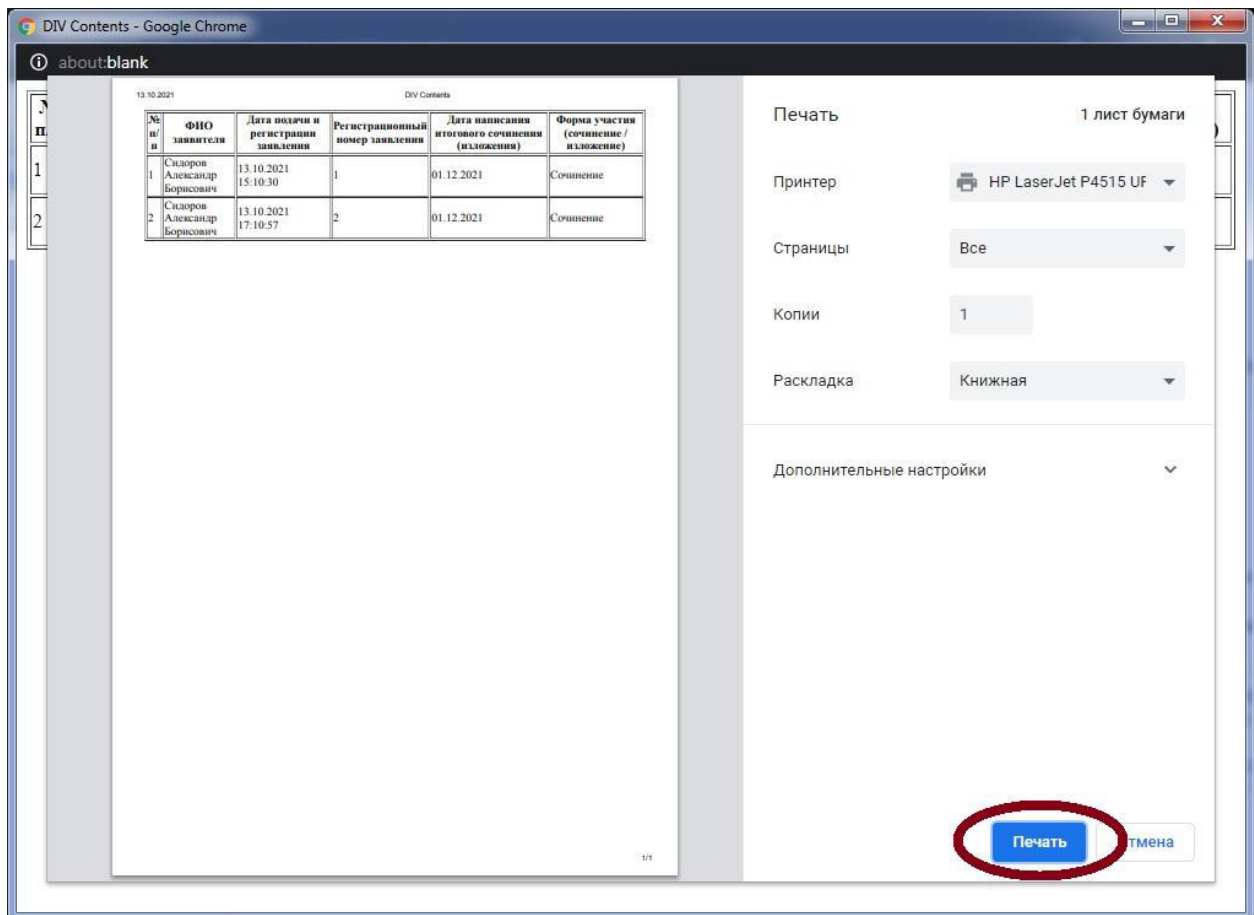 DIV Contents - Google Chrome
about:blank
13.10.2021 DIV Contents
№ п/п ФИО заявителя Дата подачи и регистрации заявления Регистрационный номер заявления Дата написания итогового сочинения (изложения) Форма участия (сочинение / изложение)
1 Сидоров Александр Борисович 13.10.2021 15:10:30 1 01.12.2021 Сочинение
2 Сидоров Александр Борисович 13.10.2021 17:10:57 2 01.12.2021 Сочинение
1/1
Печать 1 лист бумаги
Принтер HP LaserJet P4515 UF
Страницы Все
Копии 1
Раскладка Книжная
Дополнительные настройки
Печать тмена
1
2